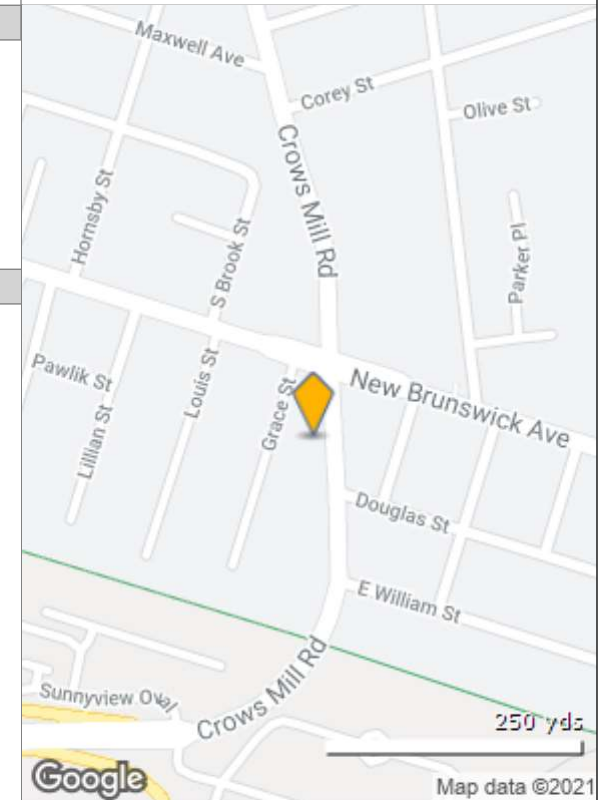 Maxwell Ave
Corey St
Olive St
Crows Mill Rd
Hornsby St
S Brook St
Parker Pl
Pawlik St
Lillian St
Louis St
Grace St
New Brunswick Ave
Douglas St
E William St
Sunnyview Oval
Crows Mill Rd
250 yds
Google
Map data ©2021